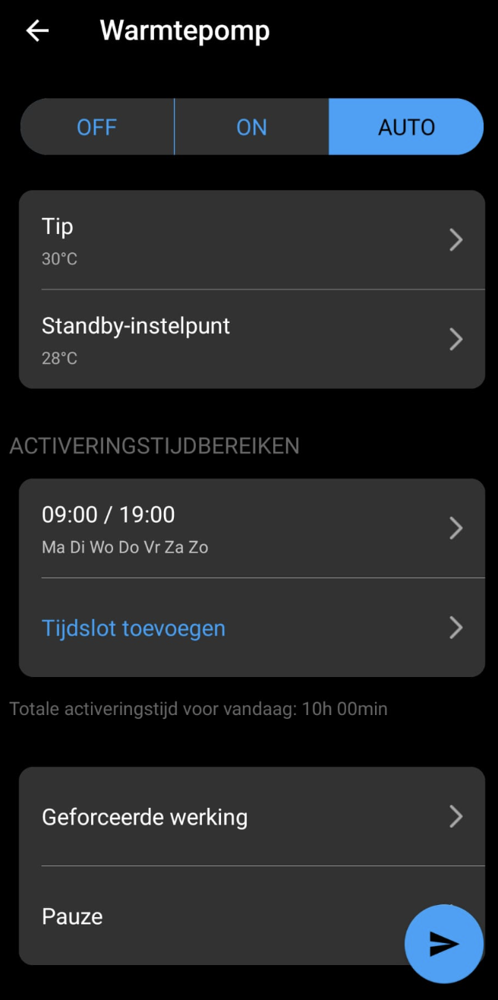 Warmtepomp
OFF ON AUTO
Tip
30°C
Standby-instelpunt
28°C
ACTIVERINGSTIJDBEREIKEN
09:00 / 19:00
Ma Di Wo Do Vr Za Zo
Tijdslot toevoegen
Totale activeringstijd voor vandaag: 10h 00min
Geforceerde werking
Pauze